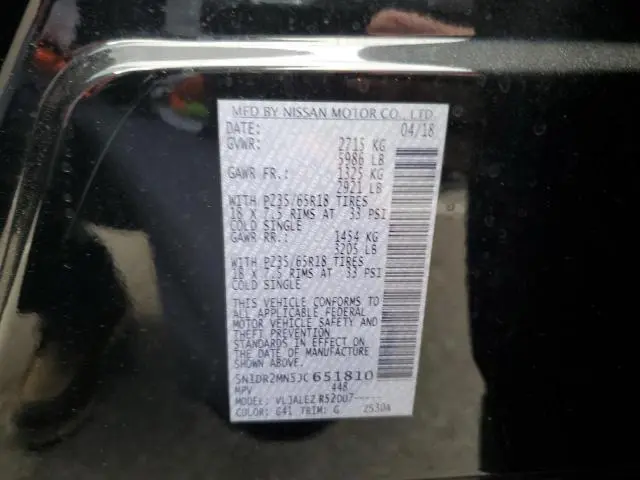 MFD BY NISSAN MOTOR CO., LTD.
DATE: 04/18
GVWR: 2715 KG
5986 LB
GAWR FR.: 1325 KG
2921 LB
WITH P235/65R18 TIRES
18 X 7.5 RIMS AT 33 PSI
COLD SINGLE
GAWR RR.: 1454 KG
3205 LB
WITH P235/65R18 TIRES
18 X 7.5 RIMS AT 33 PSI
COLD SINGLE
THIS VEHICLE CONFORMS TO
ALL APPLICABLE FEDERAL
MOTOR VEHICLE SAFETY AND
THEFT PREVENTION
STANDARDS IN EFFECT ON
THE DATE OF MANUFACTURE
SHOWN ABOVE.
5N1DR2MN5JC651810
MPV 448
MODEL: VLJALEZ R52DU7-----
COLOR: G41 TRIM: G 2530A